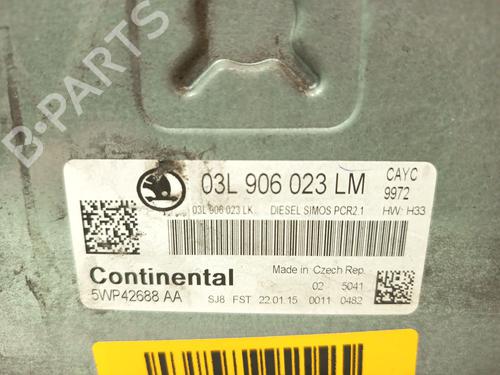 B-PARTS
03L 906 023 LM
CAYC
9972
03L 906 023 LK
DIESEL SIMOS PCR2.1
HW: H33
Continental
Made in Czech Rep.
02 5041
5WP42688 AA
SJ8 FST 22.01.15 0011 0482